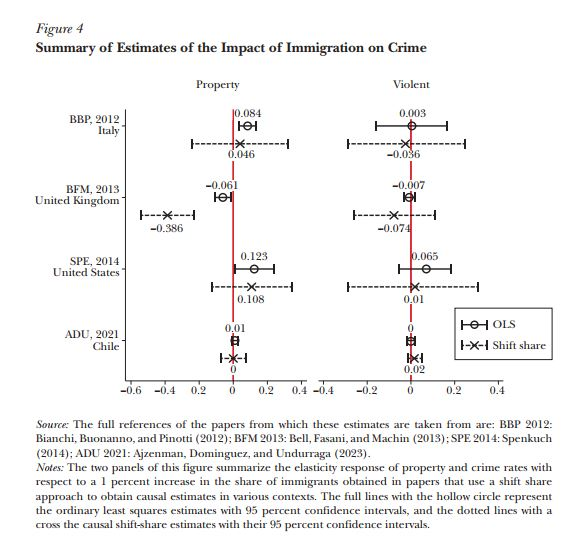 Figure 4
Summary of Estimates of the Impact of Immigration on Crime
Property
Violent
BBP, 2012
Italy
0.084
0.046
0.003
−0.036
BFM, 2013
United Kingdom
−0.061
−0.386
−0.007
−0.074
SPE, 2014
United States
0.123
0.108
0.065
0.01
ADU, 2021
Chile
0.01
0
0
0.02
OLS
Shift share
−0.6 −0.4 −0.2 0 0.2 0.4 −0.4 −0.2 0 0.2 0.4
Source: The full references of the papers from which these estimates are taken from are: BBP 2012:
Bianchi, Buonanno, and Pinotti (2012); BFM 2013: Bell, Fasani, and Machin (2013); SPE 2014: Spenkuch
(2014); ADU 2021: Ajzenman, Dominguez, and Undurraga (2023).
Notes: The two panels of this figure summarize the elasticity response of property and crime rates with
respect to a 1 percent increase in the share of immigrants obtained in papers that use a shift share
approach to obtain causal estimates in various contexts. The full lines with the hollow circle represent
the ordinary least squares estimates with 95 percent confidence intervals, and the dotted lines with a
cross the causal shift-share estimates with their 95 percent confidence intervals.